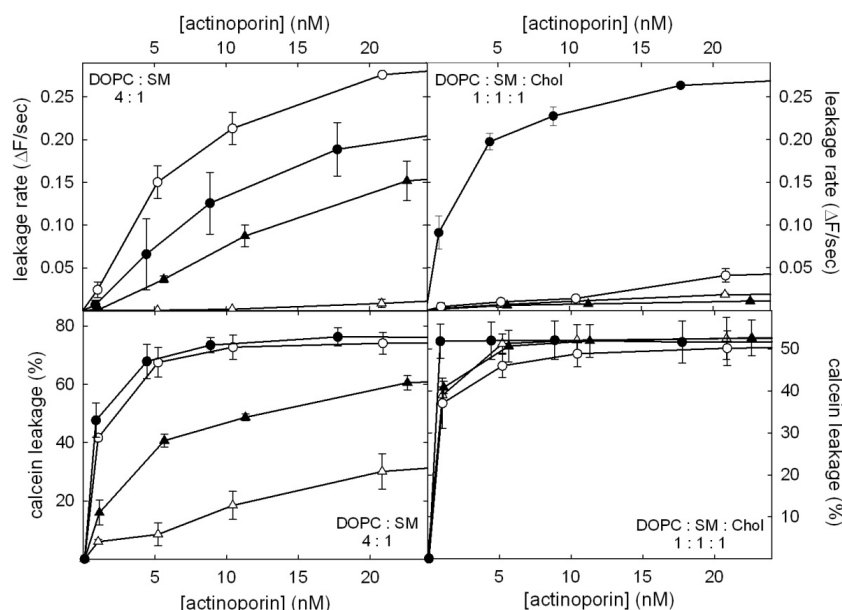 [actinoporin] (nM) [actinoporin] (nM)
5 10 15 20 5 10 15 20
DOPC : SM
4 : 1
DOPC : SM : Chol
1 : 1 : 1
leakage rate (ΔF/sec)
0.25
0.20
0.15
0.10
0.05
0.25
0.20
0.15
0.10
0.05
leakage rate (ΔF/sec)
calcein leakage (%)
80
60
40
20
50
40
30
20
10
calcein leakage (%)
DOPC : SM
4 : 1
DOPC : SM : Chol
1 : 1 : 1
5 10 15 20 5 10 15 20
[actinoporin] (nM) [actinoporin] (nM)